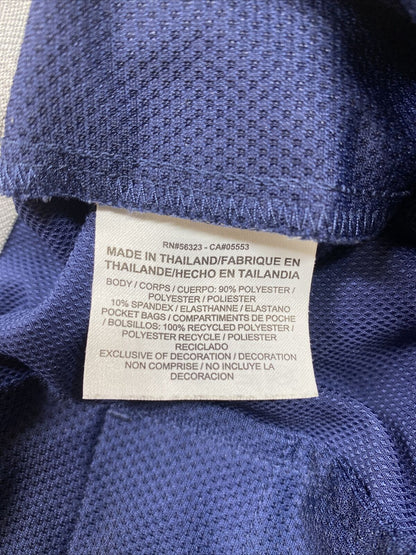 RN#56323 - CA#05553
MADE IN THAILAND/FABRIQUE EN
THAILANDE/HECHO EN TAILANDIA
BODY / CORPS / CUERPO: 90% POLYESTER /
POLYESTER / POLIESTER
10% SPANDEX / ELASTHANNE / ELASTANO
POCKET BAGS / COMPARTIMENTS DE POCHE
/ BOLSILLOS: 100% RECYCLED POLYESTER /
POLYESTER RECYCLE / POLIESTER
RECICLADO
EXCLUSIVE OF DECORATION / DECORATION
NON COMPRISE / NO INCLUYE LA
DECORACION